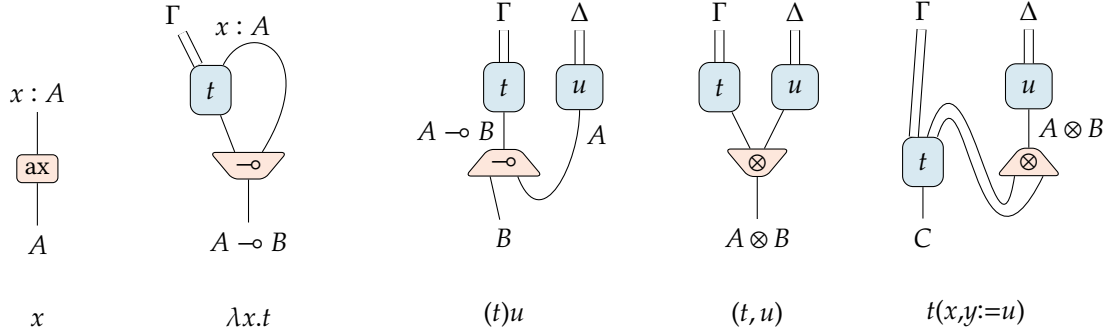 Γ x : A Γ Δ Γ Δ Γ Δ
x : A t t u t u u
A ⊸ B A A ⊗ B
ax ⊸ ⊸ ⊗ t ⊗
A A ⊸ B B A ⊗ B C
x λx.t (t)u (t, u) t(x,y:=u)